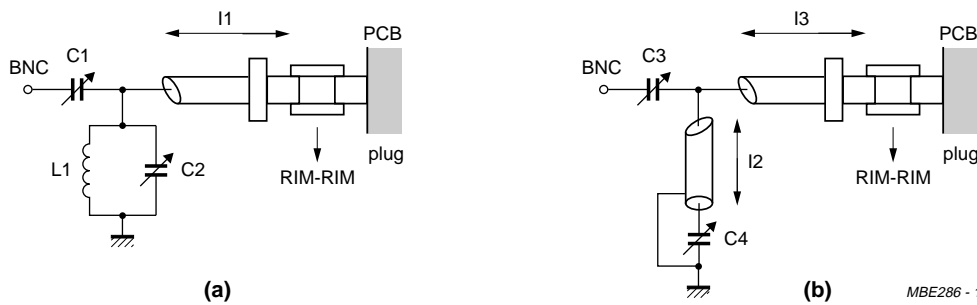 l1
PCB
C1
BNC
L1
C2
plug
RIM-RIM
(a)
l3
PCB
C3
BNC
l2
plug
RIM-RIM
C4
(b)
MBE286 -